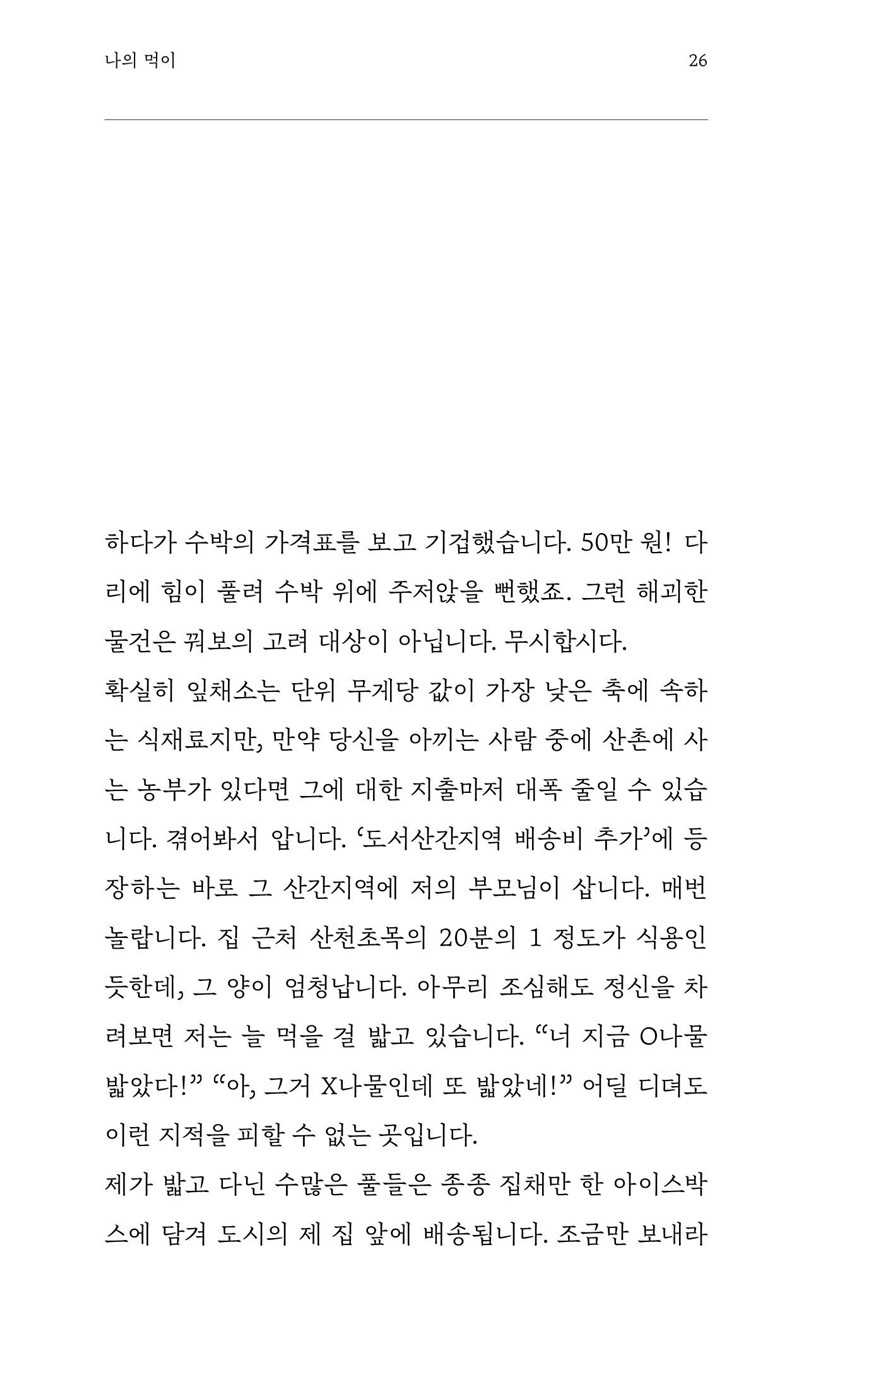 나의 먹이 26
하다가 수박의 가격표를 보고 기겁했습니다. 50만 원! 다
리에 힘이 풀려 수박 위에 주저앉을 뻔했죠. 그런 해괴한
물건은 꿔보의 고려 대상이 아닙니다. 무시합시다.
확실히 잎채소는 단위 무게당 값이 가장 낮은 축에 속하
는 식재료지만, 만약 당신을 아끼는 사람 중에 산촌에 사
는 농부가 있다면 그에 대한 지출마저 대폭 줄일 수 있습
니다. 겪어봐서 압니다. ‘도서산간지역 배송비 추가’에 등
장하는 바로 그 산간지역에 저의 부모님이 삽니다. 매번
놀랍니다. 집 근처 산천초목의 20분의 1 정도가 식용인
듯한데, 그 양이 엄청납니다. 아무리 조심해도 정신을 차
려보면 저는 늘 먹을 걸 밟고 있습니다. “너 지금 O나물
밟았다!” “아, 그거 X나물인데 또 밟았네!” 어딜 디뎌도
이런 지적을 피할 수 없는 곳입니다.
제가 밟고 다닌 수많은 풀들은 종종 집채만 한 아이스박
스에 담겨 도시의 제 집 앞에 배송됩니다. 조금만 보내라